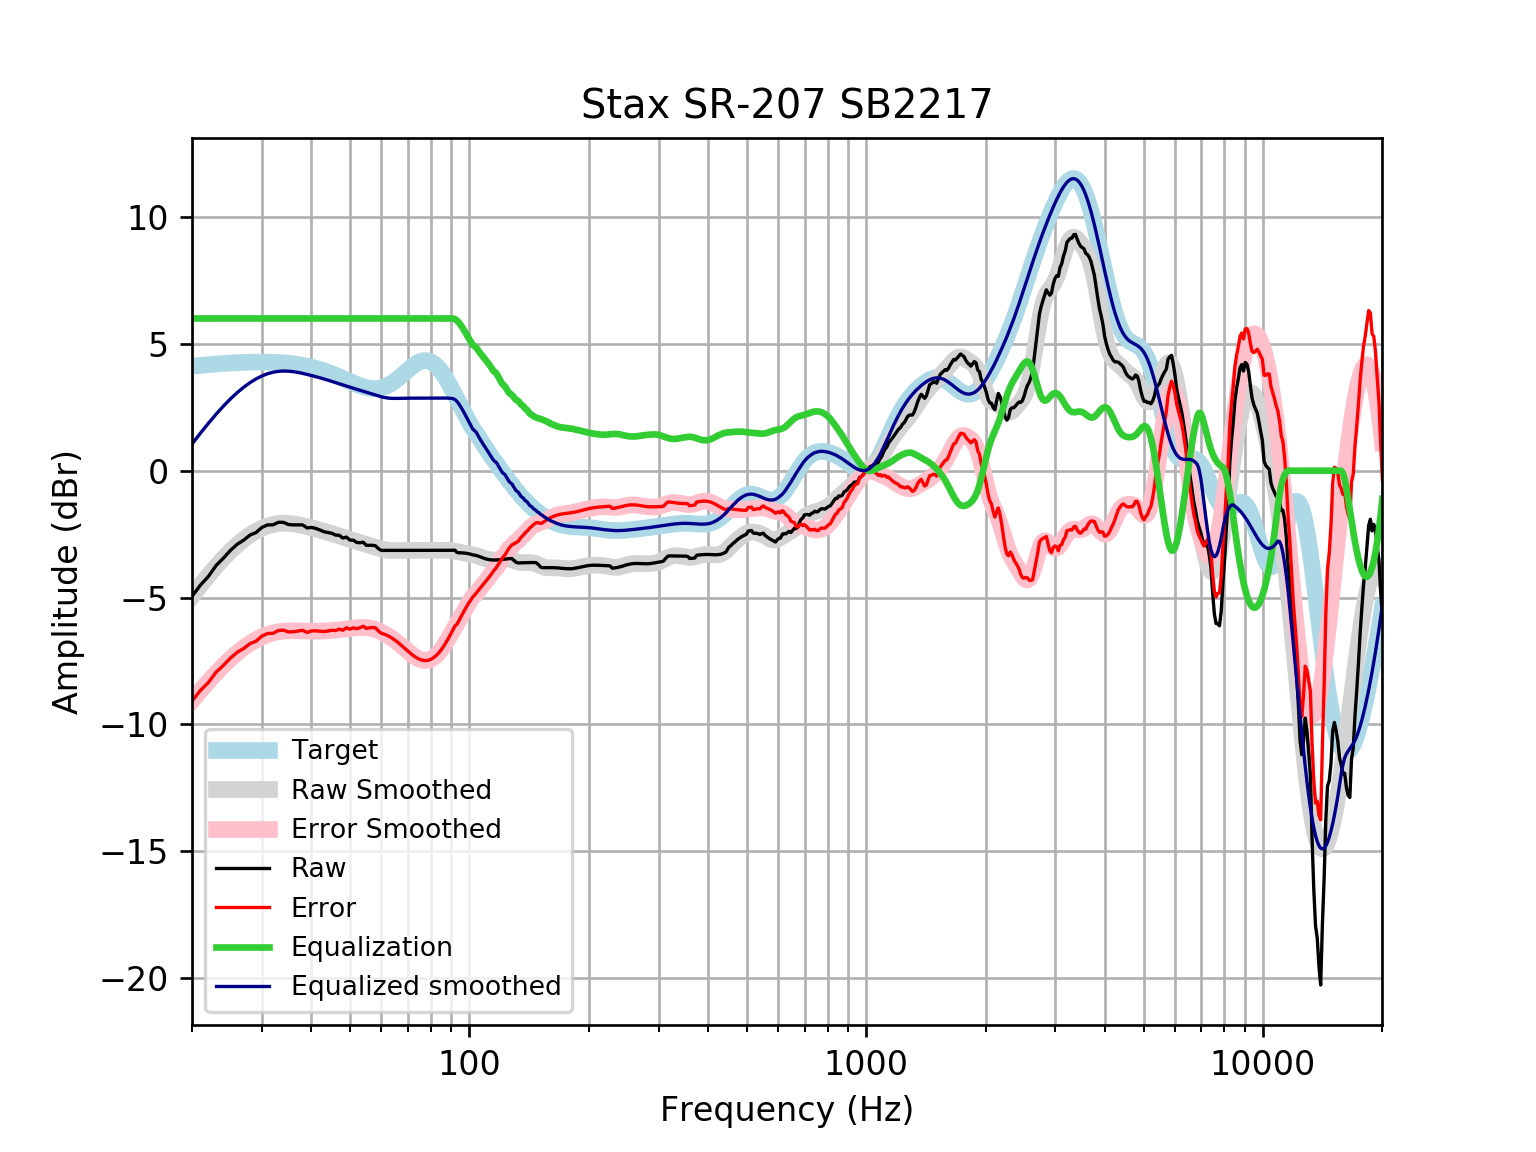 Stax SR-207 SB2217
10
5
0
−5
−10
−15
−20
Amplitude (dBr)
Target
Raw Smoothed
Error Smoothed
Raw
Error
Equalization
Equalized smoothed
100
1000
10000
Frequency (Hz)